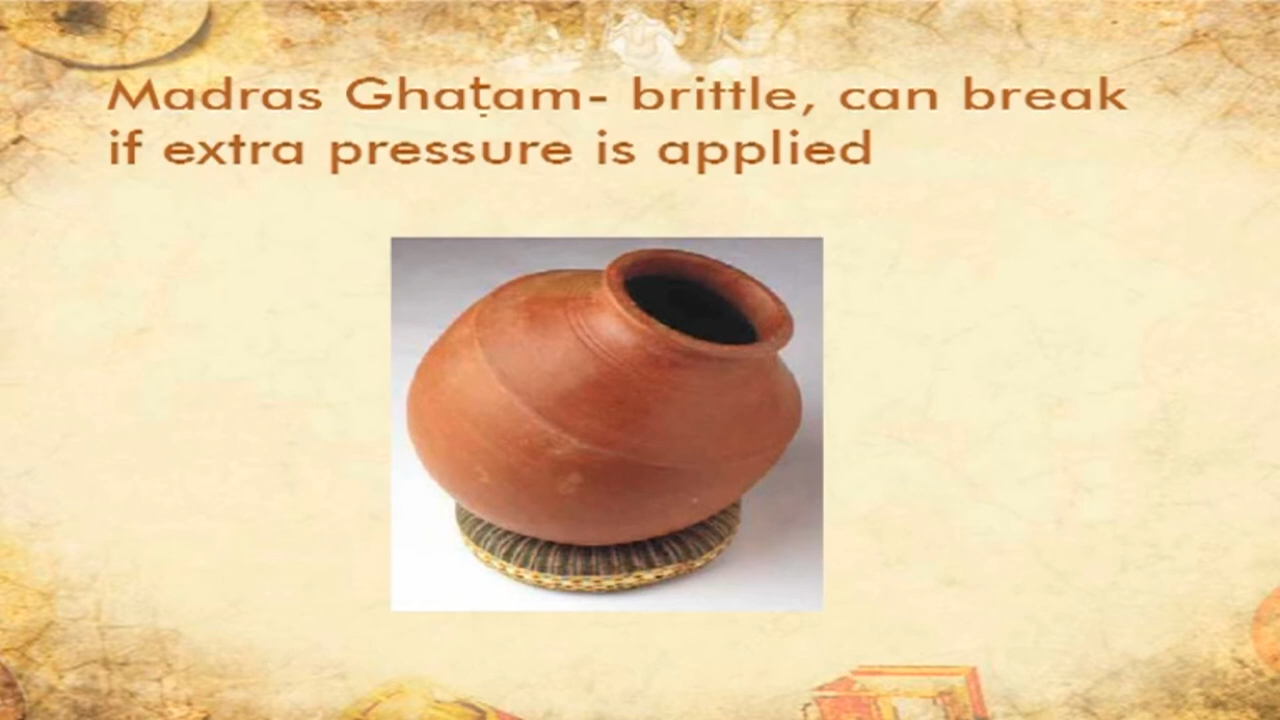 Madras Ghaṭam- brittle, can break
if extra pressure is applied